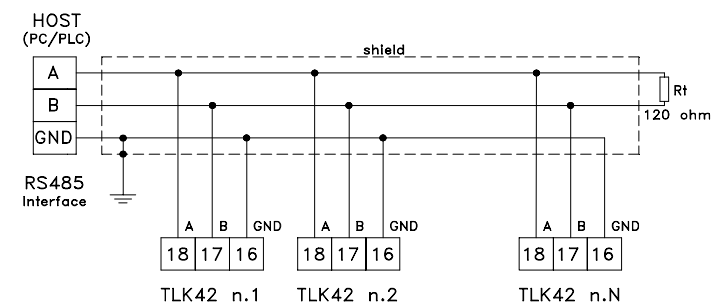 HOST
(PC/PLC)
shield
A
B
GND
Rt
120 ohm
RS485
Interface
A B GND A B GND A B GND
18 17 16 18 17 16 18 17 16
TLK42 n.1 TLK42 n.2 TLK42 n.N